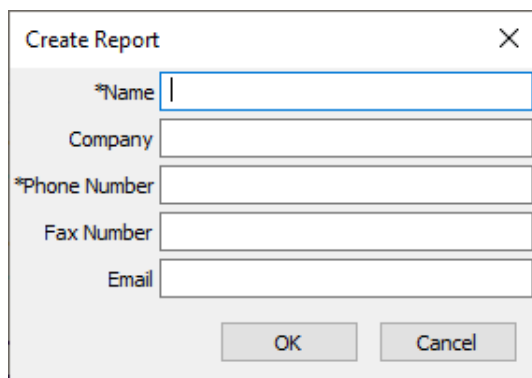 Create Report
*Name
Company
*Phone Number
Fax Number
Email
OK Cancel